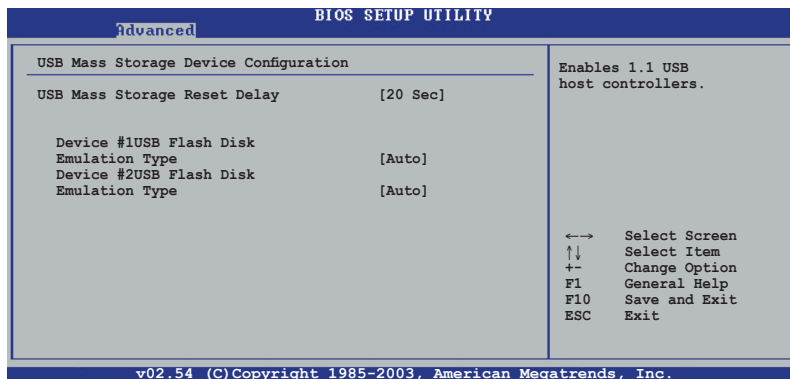 BIOS SETUP UTILITY
Advanced
USB Mass Storage Device Configuration
USB Mass Storage Reset Delay [20 Sec]
Device #1USB Flash Disk
Emulation Type [Auto]
Device #2USB Flash Disk
Emulation Type [Auto]
Enables 1.1 USB
host controllers.
←→ Select Screen
↑↓ Select Item
+- Change Option
F1 General Help
F10 Save and Exit
ESC Exit
v02.54 (C)Copyright 1985-2003, American Megatrends, Inc.